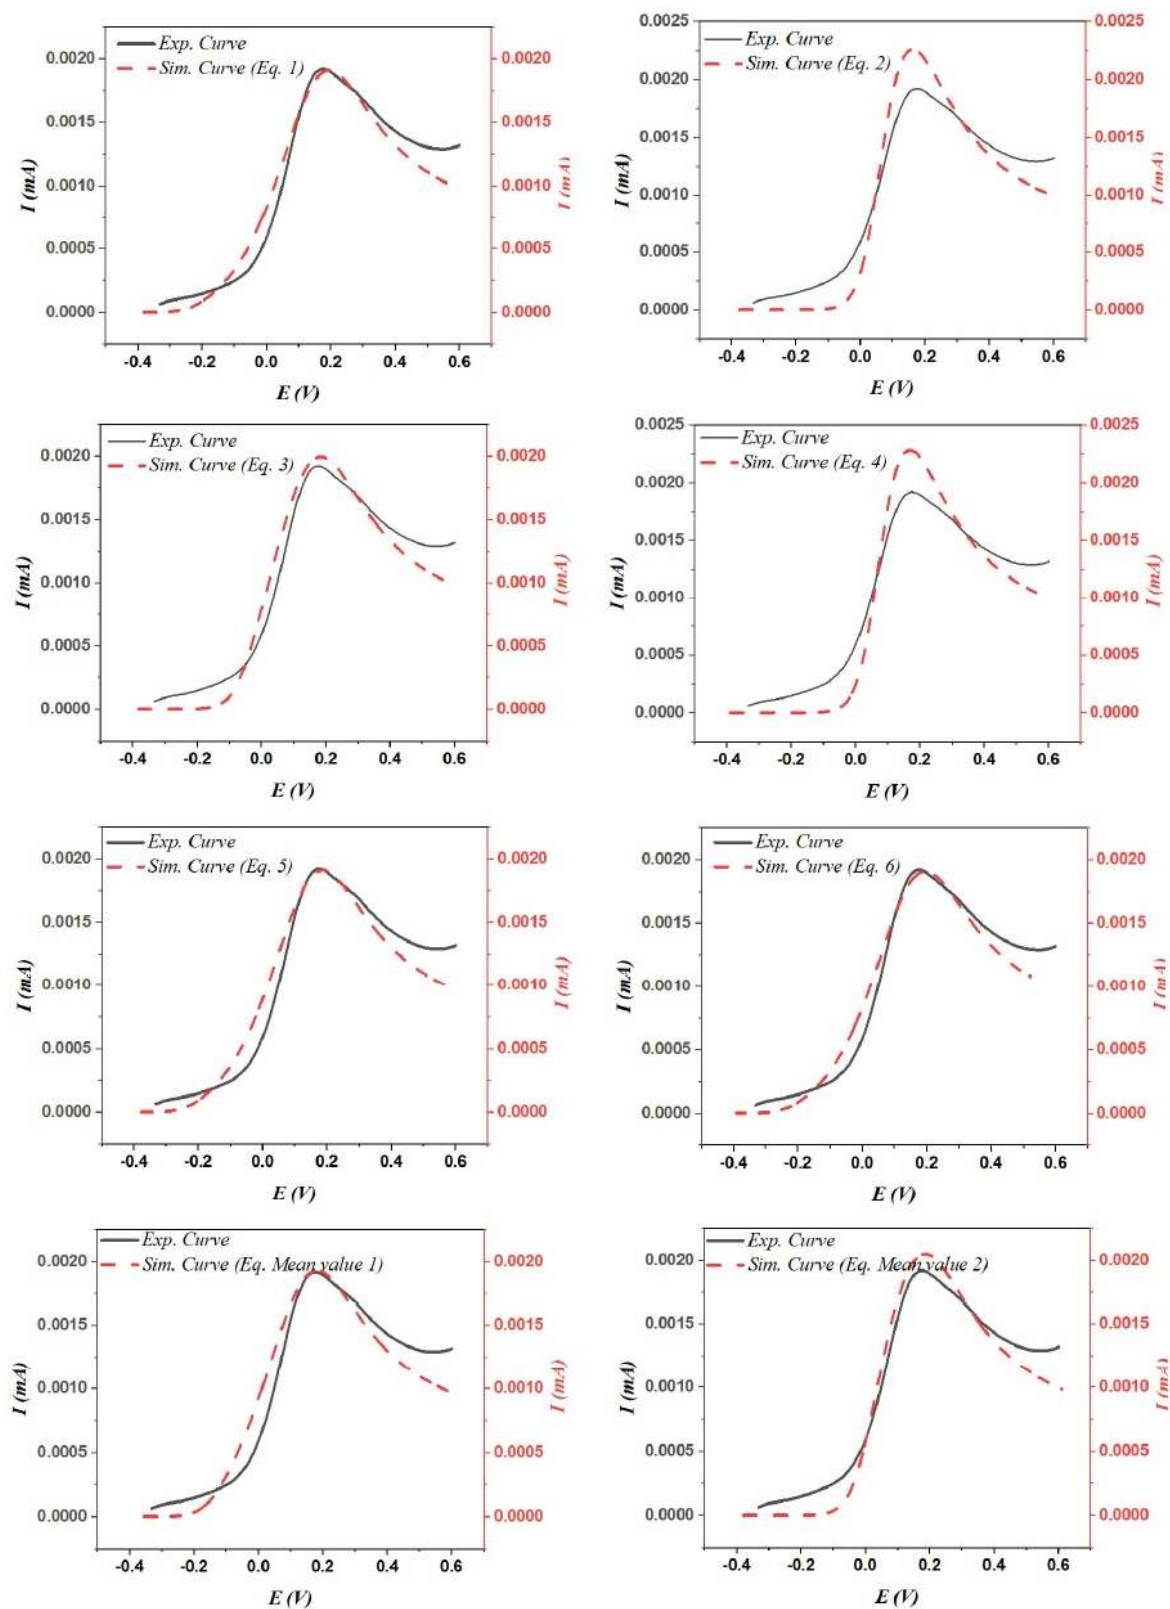 Exp. Curve
Sim. Curve (Eq. 1)
0.0020
0.0015
0.0010
0.0005
0.0000
I (mA)
0.0020
0.0015
0.0010
0.0005
0.0000
I (mA)
-0.4 -0.2 0.0 0.2 0.4 0.6
E (V)
Exp. Curve
Sim. Curve (Eq. 2)
0.0025
0.0020
0.0015
0.0010
0.0005
0.0000
I (mA)
0.0025
0.0020
0.0015
0.0010
0.0005
0.0000
I (mA)
-0.4 -0.2 0.0 0.2 0.4 0.6
E (V)
Exp. Curve
Sim. Curve (Eq. 3)
0.0020
0.0015
0.0010
0.0005
0.0000
I (mA)
0.0020
0.0015
0.0010
0.0005
0.0000
I (mA)
-0.4 -0.2 0.0 0.2 0.4 0.6
E (V)
Exp. Curve
Sim. Curve (Eq. 4)
0.0025
0.0020
0.0015
0.0010
0.0005
0.0000
I (mA)
0.0025
0.0020
0.0015
0.0010
0.0005
0.0000
I (mA)
-0.4 -0.2 0.0 0.2 0.4 0.6
E (V)
Exp. Curve
Sim. Curve (Eq. 5)
0.0020
0.0015
0.0010
0.0005
0.0000
I (mA)
0.0020
0.0015
0.0010
0.0005
0.0000
I (mA)
-0.4 -0.2 0.0 0.2 0.4 0.6
E (V)
Exp. Curve
Sim. Curve (Eq. 6)
0.0020
0.0015
0.0010
0.0005
0.0000
I (mA)
0.0020
0.0015
0.0010
0.0005
0.0000
I (mA)
-0.4 -0.2 0.0 0.2 0.4 0.6
E (V)
Exp. Curve
Sim. Curve (Eq. Mean value 1)
0.0020
0.0015
0.0010
0.0005
0.0000
I (mA)
0.0020
0.0015
0.0010
0.0005
0.0000
I (mA)
-0.4 -0.2 0.0 0.2 0.4 0.6
E (V)
Exp. Curve
Sim. Curve (Eq. Mean value 2)
0.0020
0.0015
0.0010
0.0005
0.0000
I (mA)
0.0020
0.0015
0.0010
0.0005
0.0000
I (mA)
-0.4 -0.2 0.0 0.2 0.4 0.6
E (V)